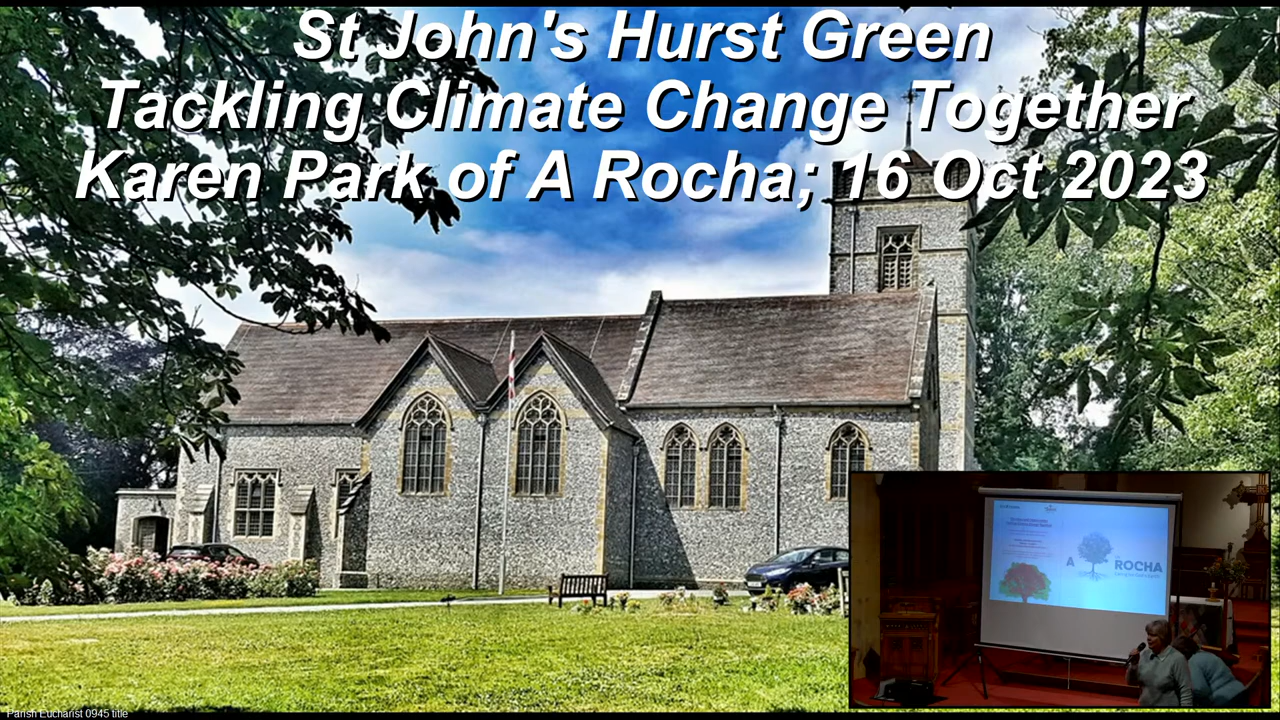 St John's Hurst Green
Tackling Climate Change Together
Karen Park of A Rocha; 16 Oct 2023
A ROCHA
Parish Eucharist 0945 title